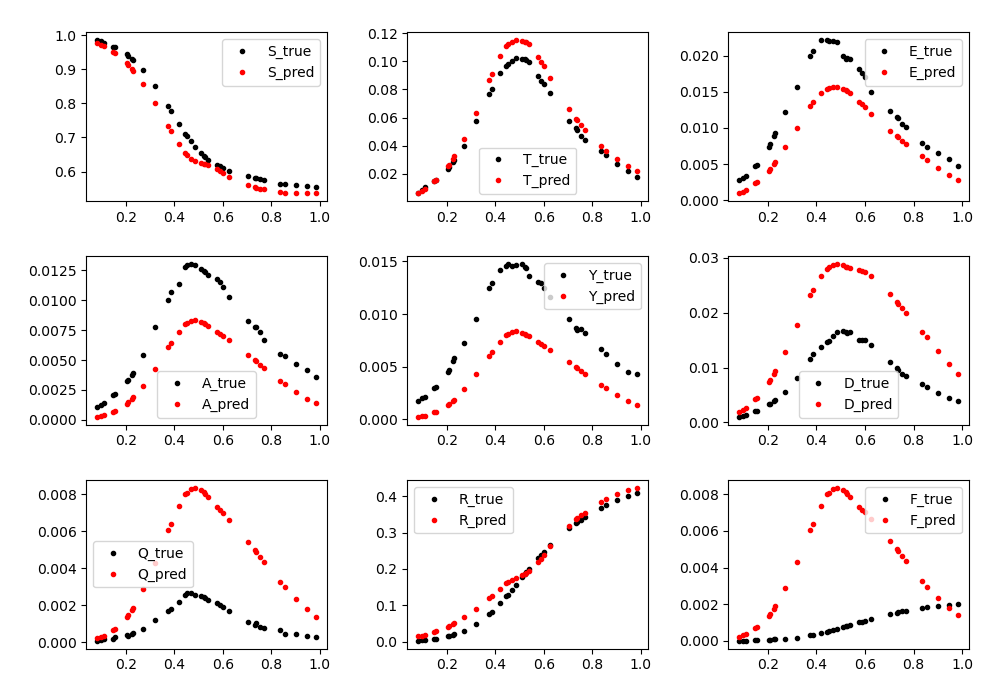 1.0
0.9
0.8
0.7
0.6
S_true
S_pred
0.2 0.4 0.6 0.8 1.0
0.12
0.10
0.08
0.06
0.04
0.02
T_true
T_pred
0.2 0.4 0.6 0.8 1.0
0.020
0.015
0.010
0.005
0.000
E_true
E_pred
0.2 0.4 0.6 0.8 1.0
0.0125
0.0100
0.0075
0.0050
0.0025
0.0000
A_true
A_pred
0.2 0.4 0.6 0.8 1.0
0.015
0.010
0.005
0.000
Y_true
Y_pred
0.2 0.4 0.6 0.8 1.0
0.03
0.02
0.01
0.00
D_true
D_pred
0.2 0.4 0.6 0.8 1.0
0.008
0.006
0.004
0.002
0.000
Q_true
Q_pred
0.2 0.4 0.6 0.8 1.0
0.4
0.3
0.2
0.1
0.0
R_true
R_pred
0.2 0.4 0.6 0.8 1.0
0.008
0.006
0.004
0.002
0.000
F_true
F_pred
0.2 0.4 0.6 0.8 1.0